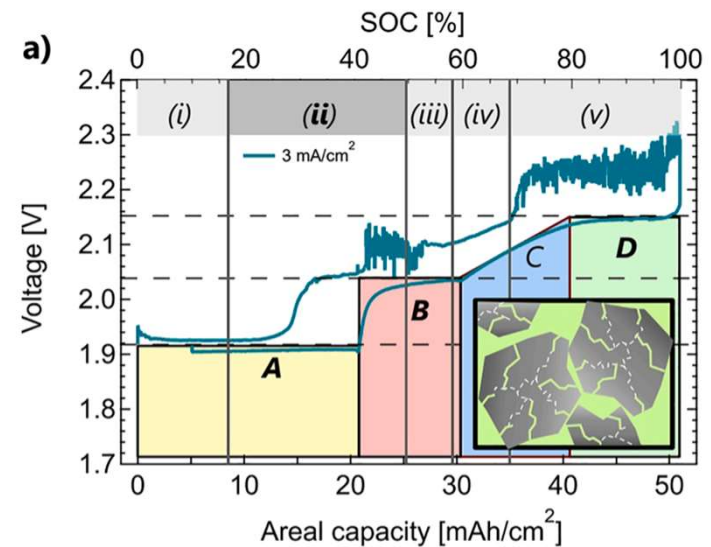 a)
SOC [%]
0 20 40 60 80 100
2.4
(i) (ii) (iii) (iv) (v)
2.3
3 mA/cm²
2.2
2.1
2.0
1.9
1.8
1.7
Voltage [V]
A B C D
0 10 20 30 40 50
Areal capacity [mAh/cm²]